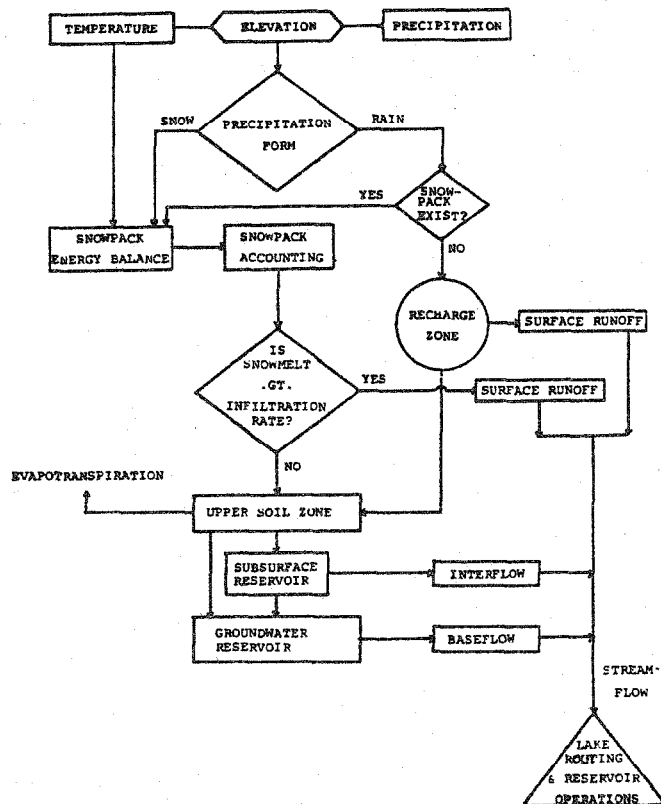 TEMPERATURE
ELEVATION
PRECIPITATION
SNOW
PRECIPITATION
FORM
RAIN
YES
SNOW-
PACK
EXIST?
NO
SNOWPACK
ENERGY BALANCE
SNOWPACK
ACCOUNTING
RECHARGE
ZONE
SURFACE RUNOFF
IS
SNOWMELT
.GT.
INFILTRATION
RATE?
YES
SURFACE RUNOFF
NO
EVAPOTRANSPIRATION
UPPER SOIL ZONE
SUBSURFACE
RESERVOIR
INTERFLOW
GROUNDWATER
RESERVOIR
BASEFLOW
STREAM-
FLOW
LAKE
ROUTING
& RESERVOIR
OPERATIONS